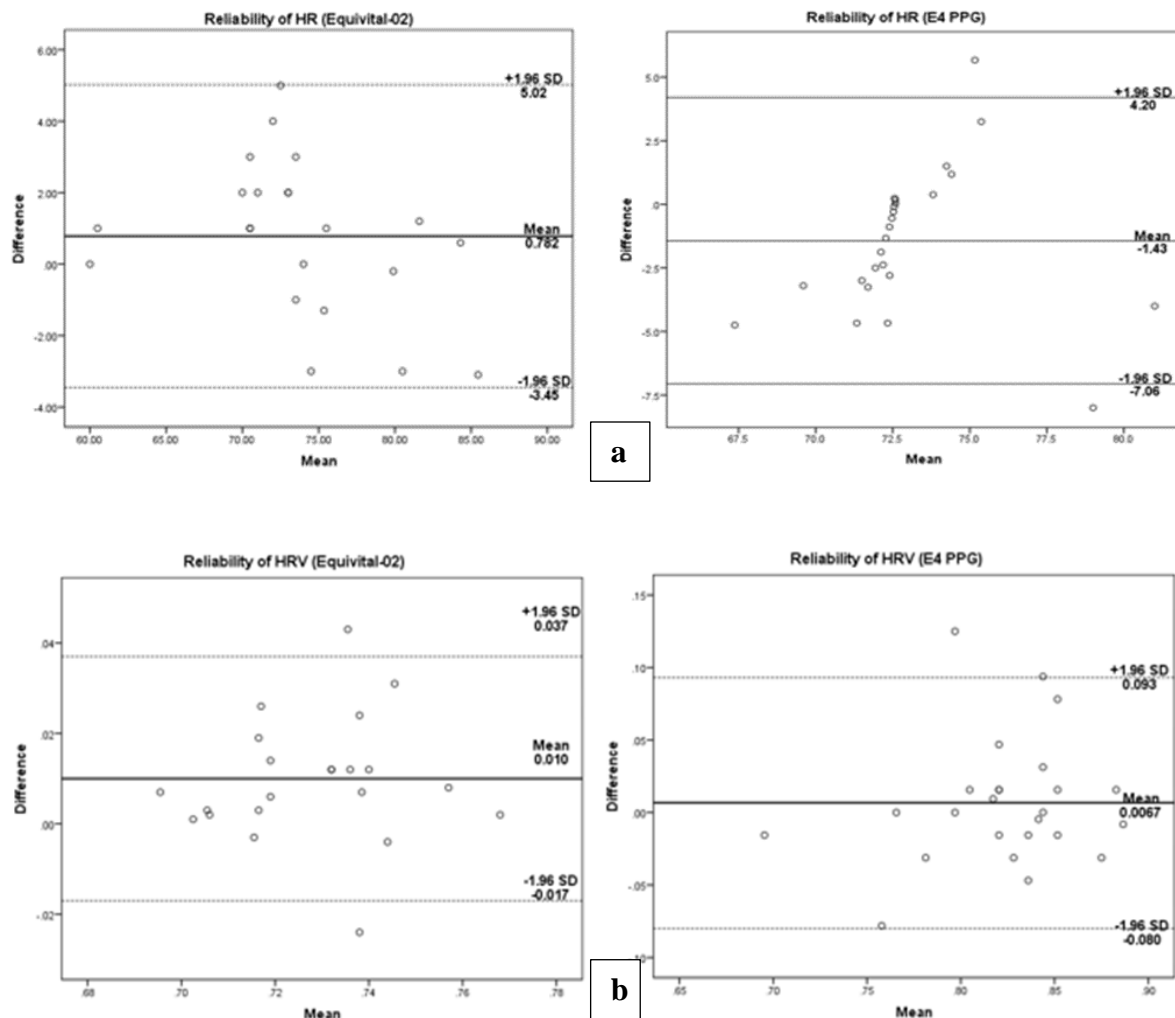 Reliability of HR (Equivital-02)
6.00
4.00
2.00
.00
-2.00
-4.00
Difference
+1.96 SD
5.02
Mean
0.782
-1.96 SD
-3.45
60.00 70.00 75.00 80.00 85.00 90.00
Mean
Reliability of HR (E4 PPG)
5.0
2.5
.0
-2.5
-5.0
-7.5
Difference
+1.96 SD
4.20
Mean
-1.43
-1.96 SD
-7.06
67.5 70.0 72.5 75.0 77.5 80.0
Mean
a
Reliability of HRV (Equivital-02)
.04
.02
.00
-.02
Difference
+1.96 SD
0.037
Mean
0.010
-1.96 SD
-0.017
.68 .70 .72 .74 .76 .78
Mean
Reliability of HRV (E4 PPG)
.15
.10
.05
.00
-.05
Difference
+1.96 SD
0.093
Mean
0.0067
-1.96 SD
-0.080
.65 .75 .80 .85 .90
Mean
b